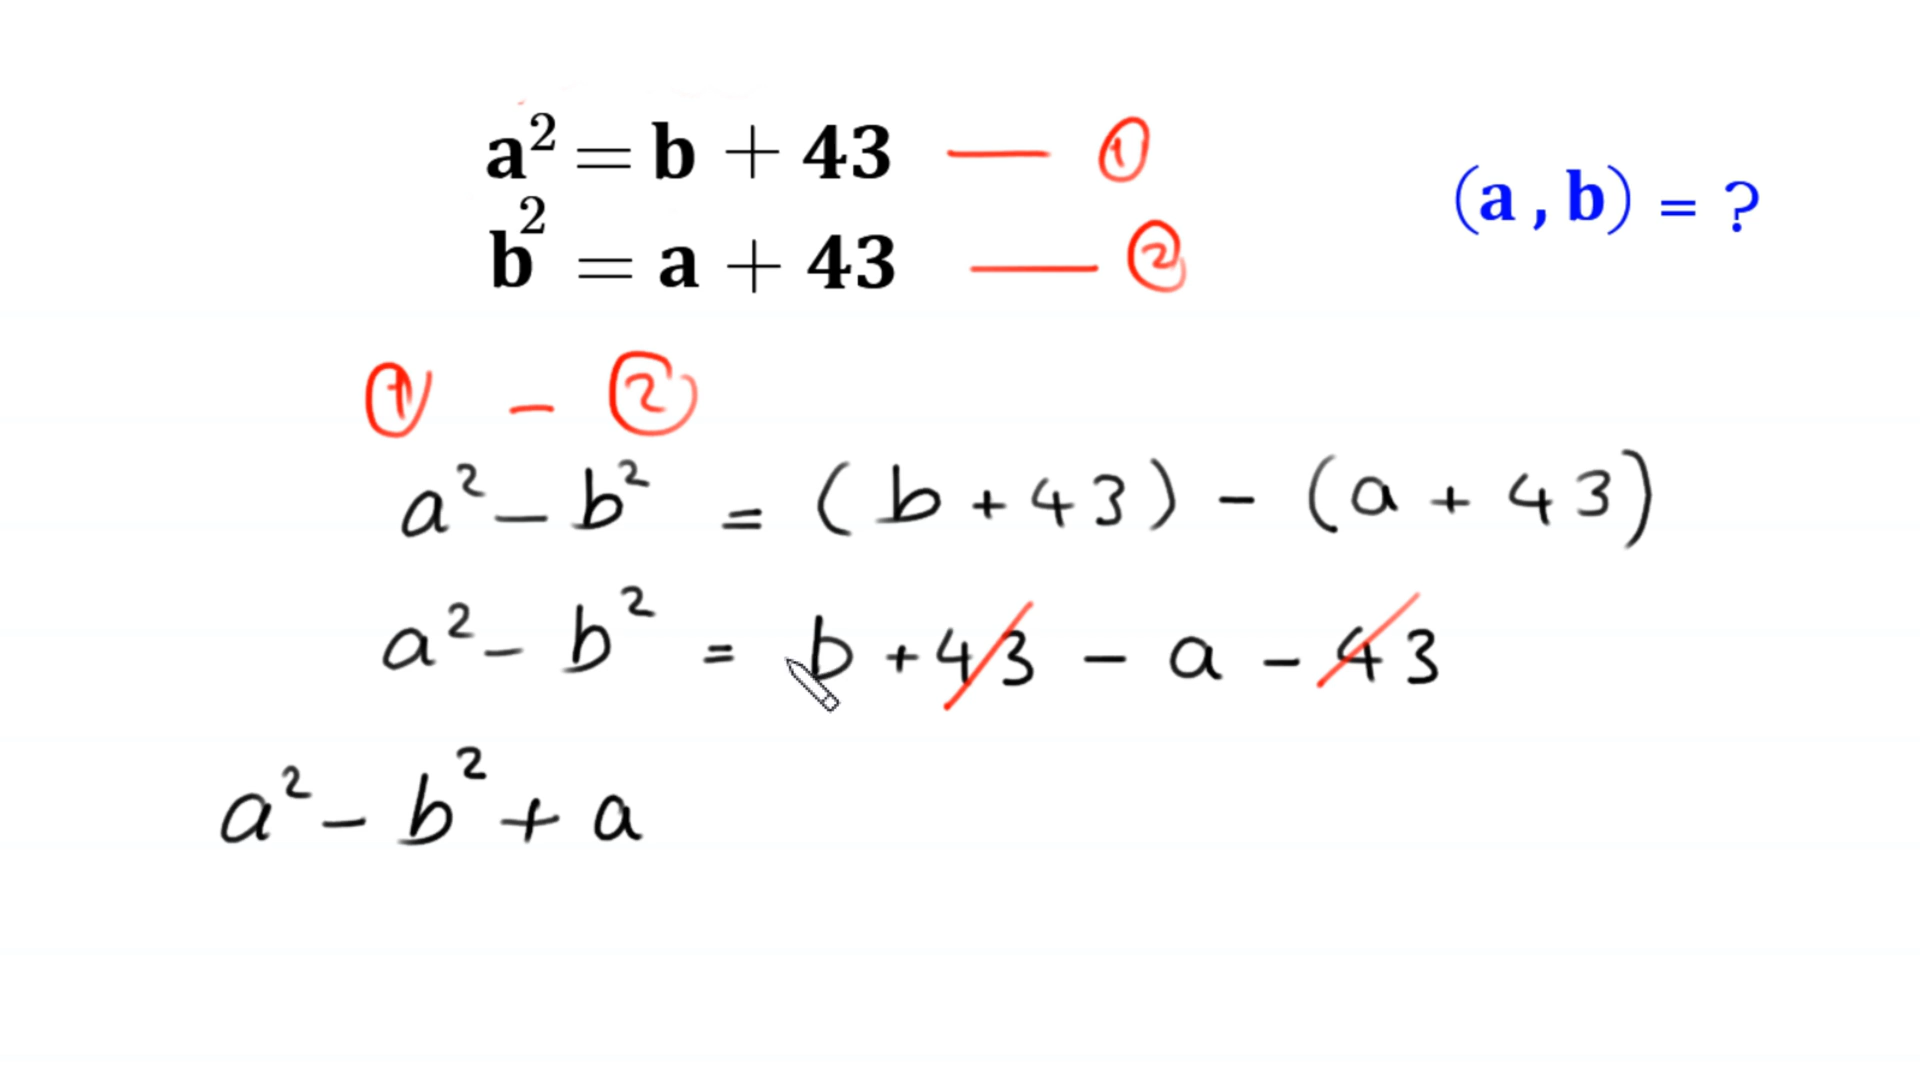 a² = b + 43 — ①
(a , b) = ?
b² = a + 43 — ②
① - ②
a² - b² = (b + 43) - (a + 43)
a² - b² = b + 43 - a - 43
a² - b² + a